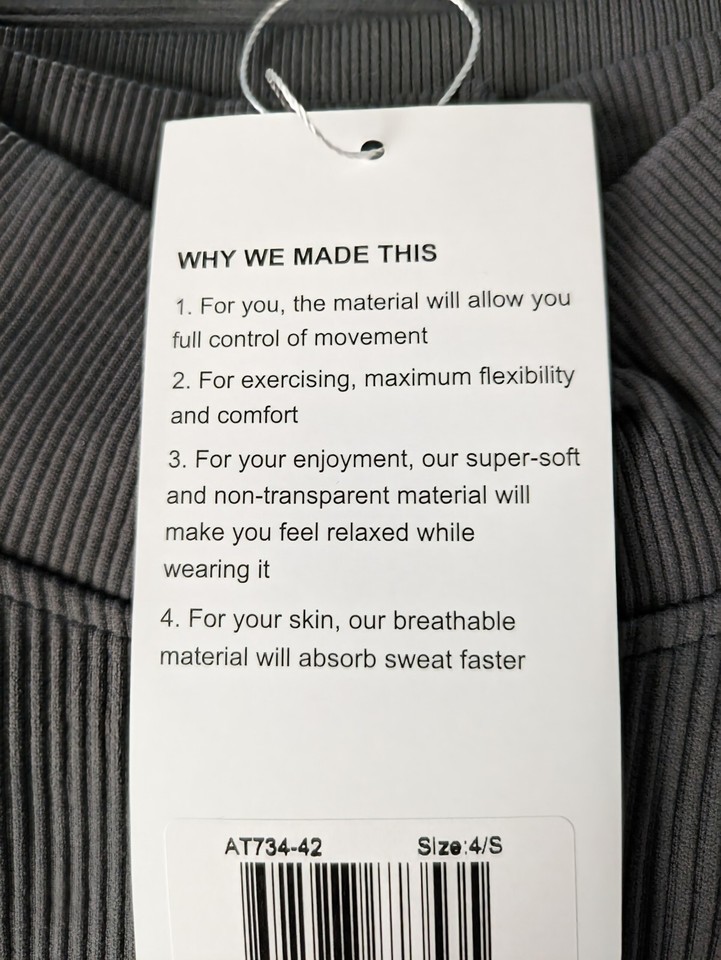 WHY WE MADE THIS
1. For you, the material will allow you
full control of movement
2. For exercising, maximum flexibility
and comfort
3. For your enjoyment, our super-soft
and non-transparent material will
make you feel relaxed while
wearing it
4. For your skin, our breathable
material will absorb sweat faster
AT734-42 Size:4/S